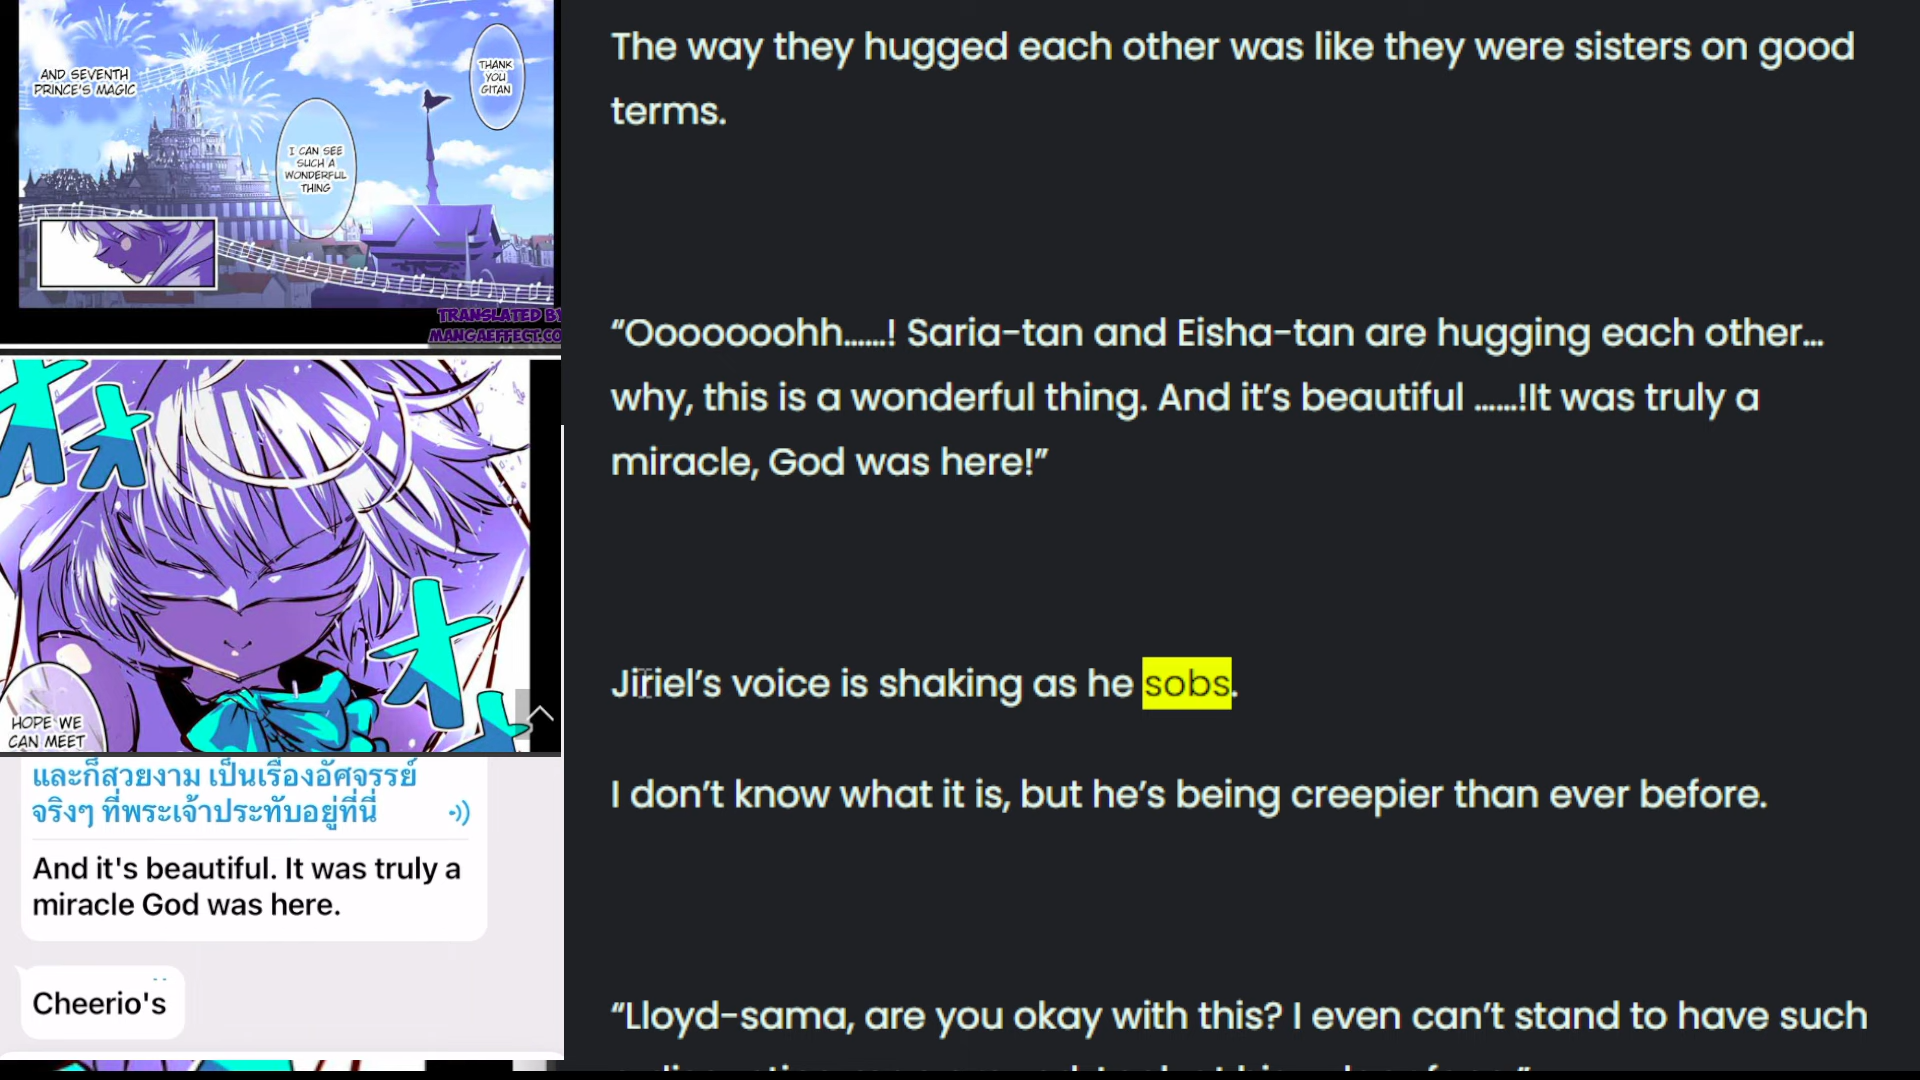 AND SEVENTH
PRINCE'S MAGIC
THANK
YOU
GITAN
I CAN SEE
SUCH A
WONDERFUL
THING
TRANSLATED BY
MANGAEFFECT.CO
オオ
オ
HOPE WE
CAN MEET
และก็สวยงาม เป็นเรื่องอัศจรรย์
จริงๆ ที่พระเจ้าประทับอยู่ที่นี่
And it's beautiful. It was truly a
miracle God was here.
Cheerio's
The way they hugged each other was like they were sisters on good
terms.
“Ooooooohh……! Saria-tan and Eisha-tan are hugging each other…
why, this is a wonderful thing. And it’s beautiful ……!It was truly a
miracle, God was here!”
Jiriel’s voice is shaking as he sobs.
I don’t know what it is, but he’s being creepier than ever before.
“Lloyd-sama, are you okay with this? I even can’t stand to have such